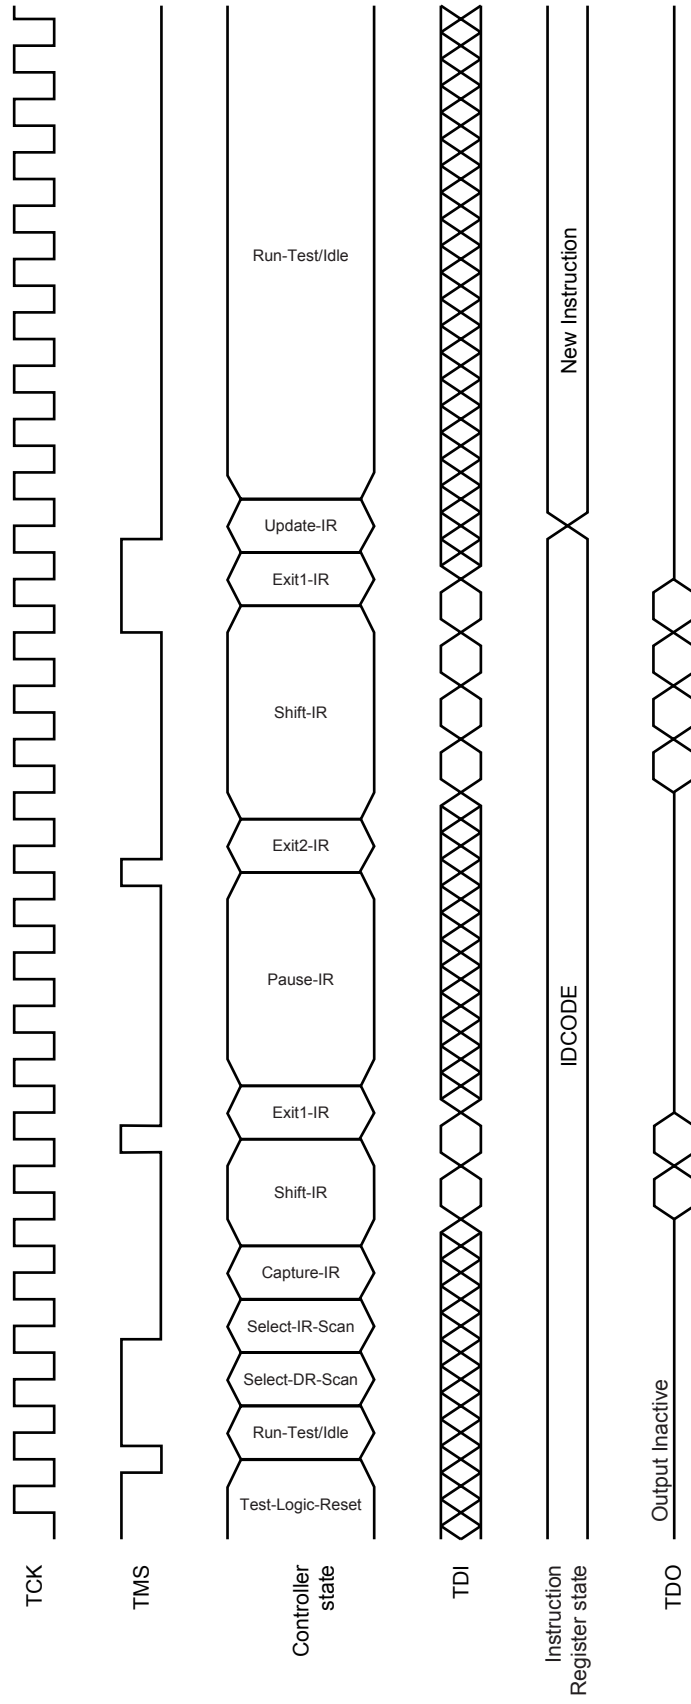 TCK
TMS
Controller
state
Test-Logic-Reset
Run-Test/Idle
Select-DR-Scan
Select-IR-Scan
Capture-IR
Shift-IR
Exit1-IR
Pause-IR
Exit2-IR
Shift-IR
Exit1-IR
Update-IR
Run-Test/Idle
TDI
Instruction
Register state
IDCODE
New Instruction
TDO
Output Inactive